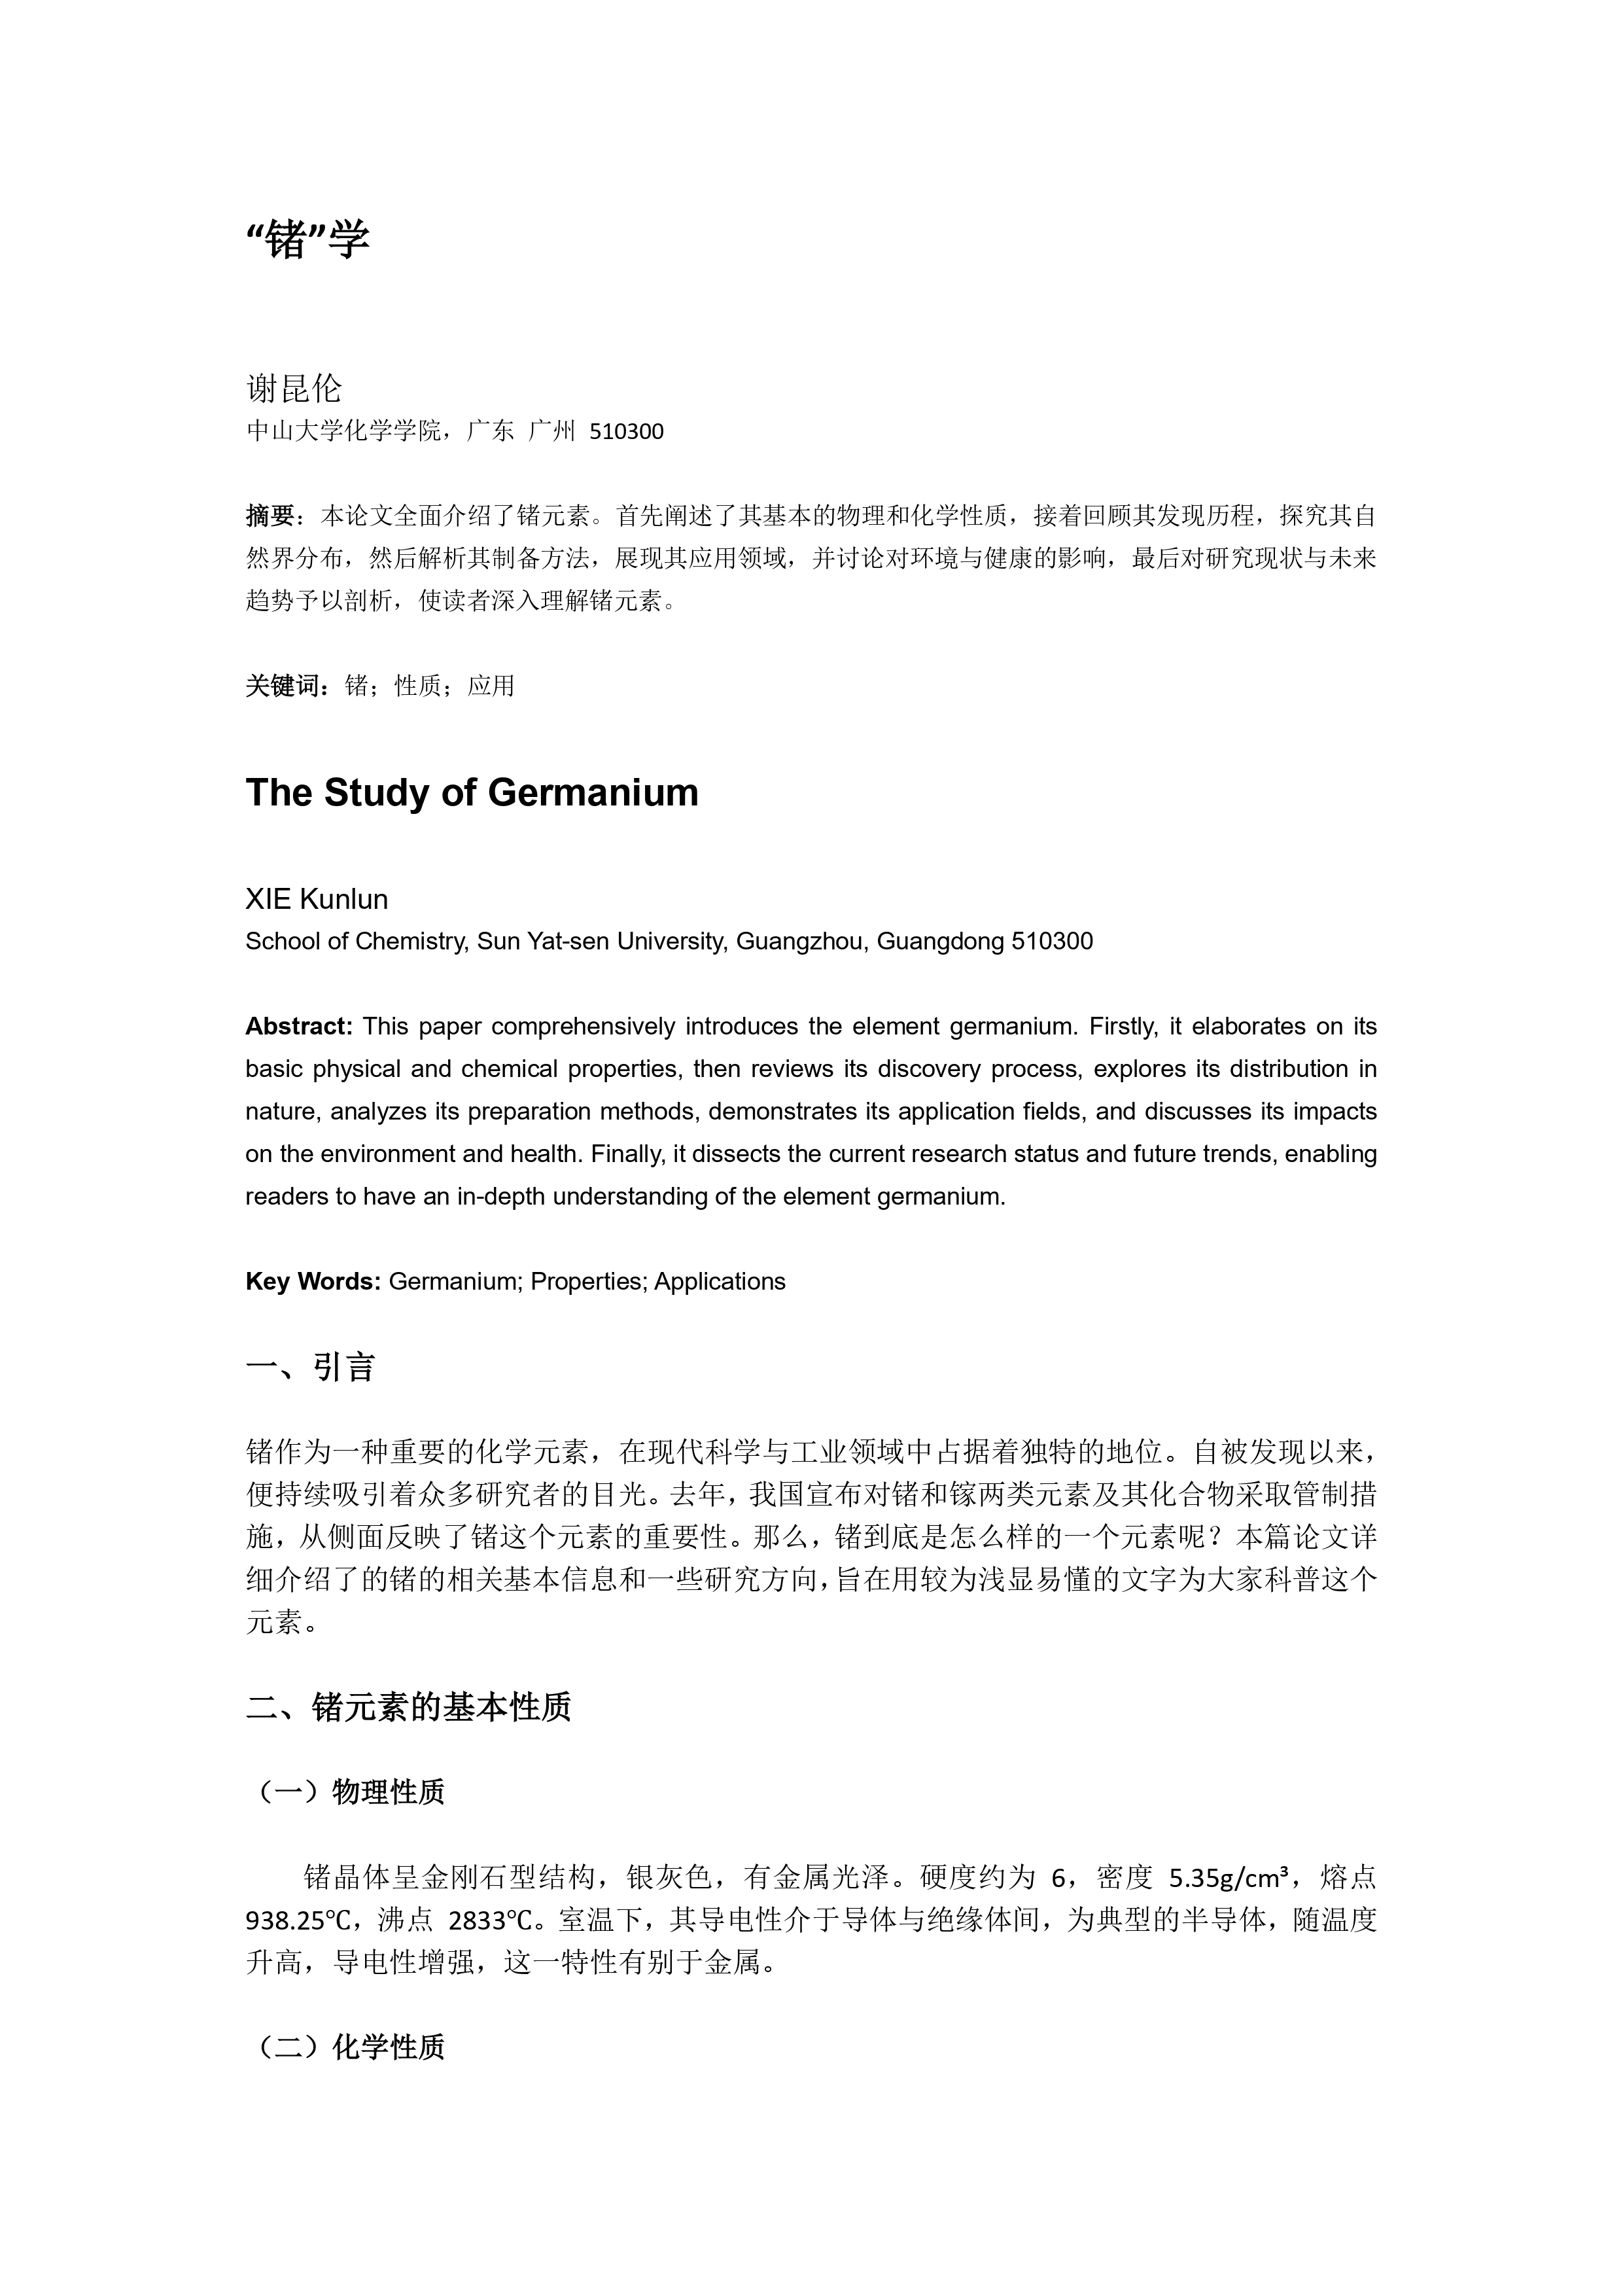 “锗”学
谢昆伦
中山大学化学学院，广东 广州 510300
摘要：本论文全面介绍了锗元素。首先阐述了其基本的物理和化学性质，接着回顾其发现历程，探究其自
然界分布，然后解析其制备方法，展现其应用领域，并讨论对环境与健康的影响，最后对研究现状与未来
趋势予以剖析，使读者深入理解锗元素。
关键词：锗；性质；应用
The Study of Germanium
XIE Kunlun
School of Chemistry, Sun Yat-sen University, Guangzhou, Guangdong 510300
Abstract: This paper comprehensively introduces the element germanium. Firstly, it elaborates on its
basic physical and chemical properties, then reviews its discovery process, explores its distribution in
nature, analyzes its preparation methods, demonstrates its application fields, and discusses its impacts
on the environment and health. Finally, it dissects the current research status and future trends, enabling
readers to have an in-depth understanding of the element germanium.
Key Words: Germanium; Properties; Applications
一、引言
锗作为一种重要的化学元素，在现代科学与工业领域中占据着独特的地位。自被发现以来，
便持续吸引着众多研究者的目光。去年，我国宣布对锗和镓两类元素及其化合物采取管制措
施，从侧面反映了锗这个元素的重要性。那么，锗到底是怎么样的一个元素呢？本篇论文详
细介绍了的锗的相关基本信息和一些研究方向，旨在用较为浅显易懂的文字为大家科普这个
元素。
二、锗元素的基本性质
（一）物理性质
锗晶体呈金刚石型结构，银灰色，有金属光泽。硬度约为 6，密度 5.35g/cm³，熔点
938.25℃，沸点 2833℃。室温下，其导电性介于导体与绝缘体间，为典型的半导体，随温度
升高，导电性增强，这一特性有别于金属。
（二）化学性质